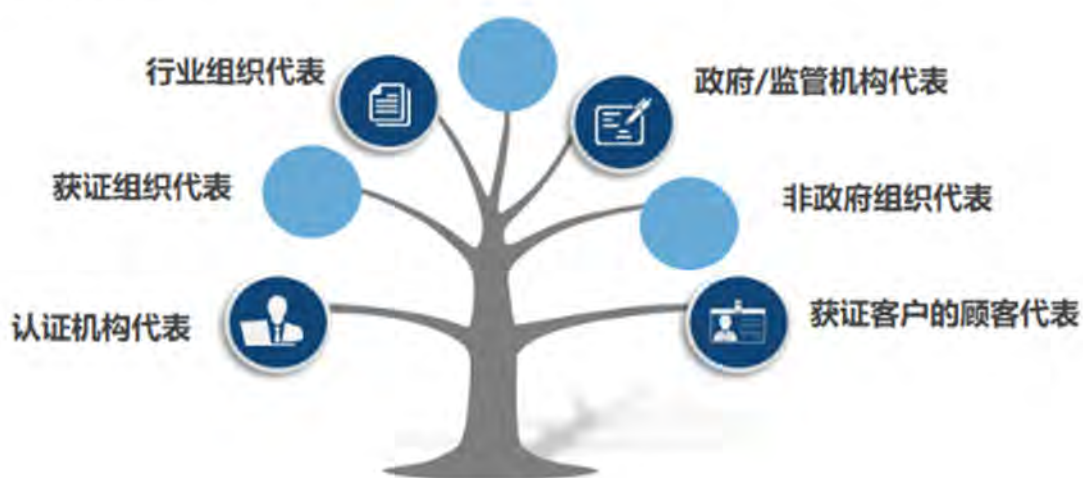 行业组织代表
政府/监管机构代表
获证组织代表
非政府组织代表
认证机构代表
获证客户的顾客代表